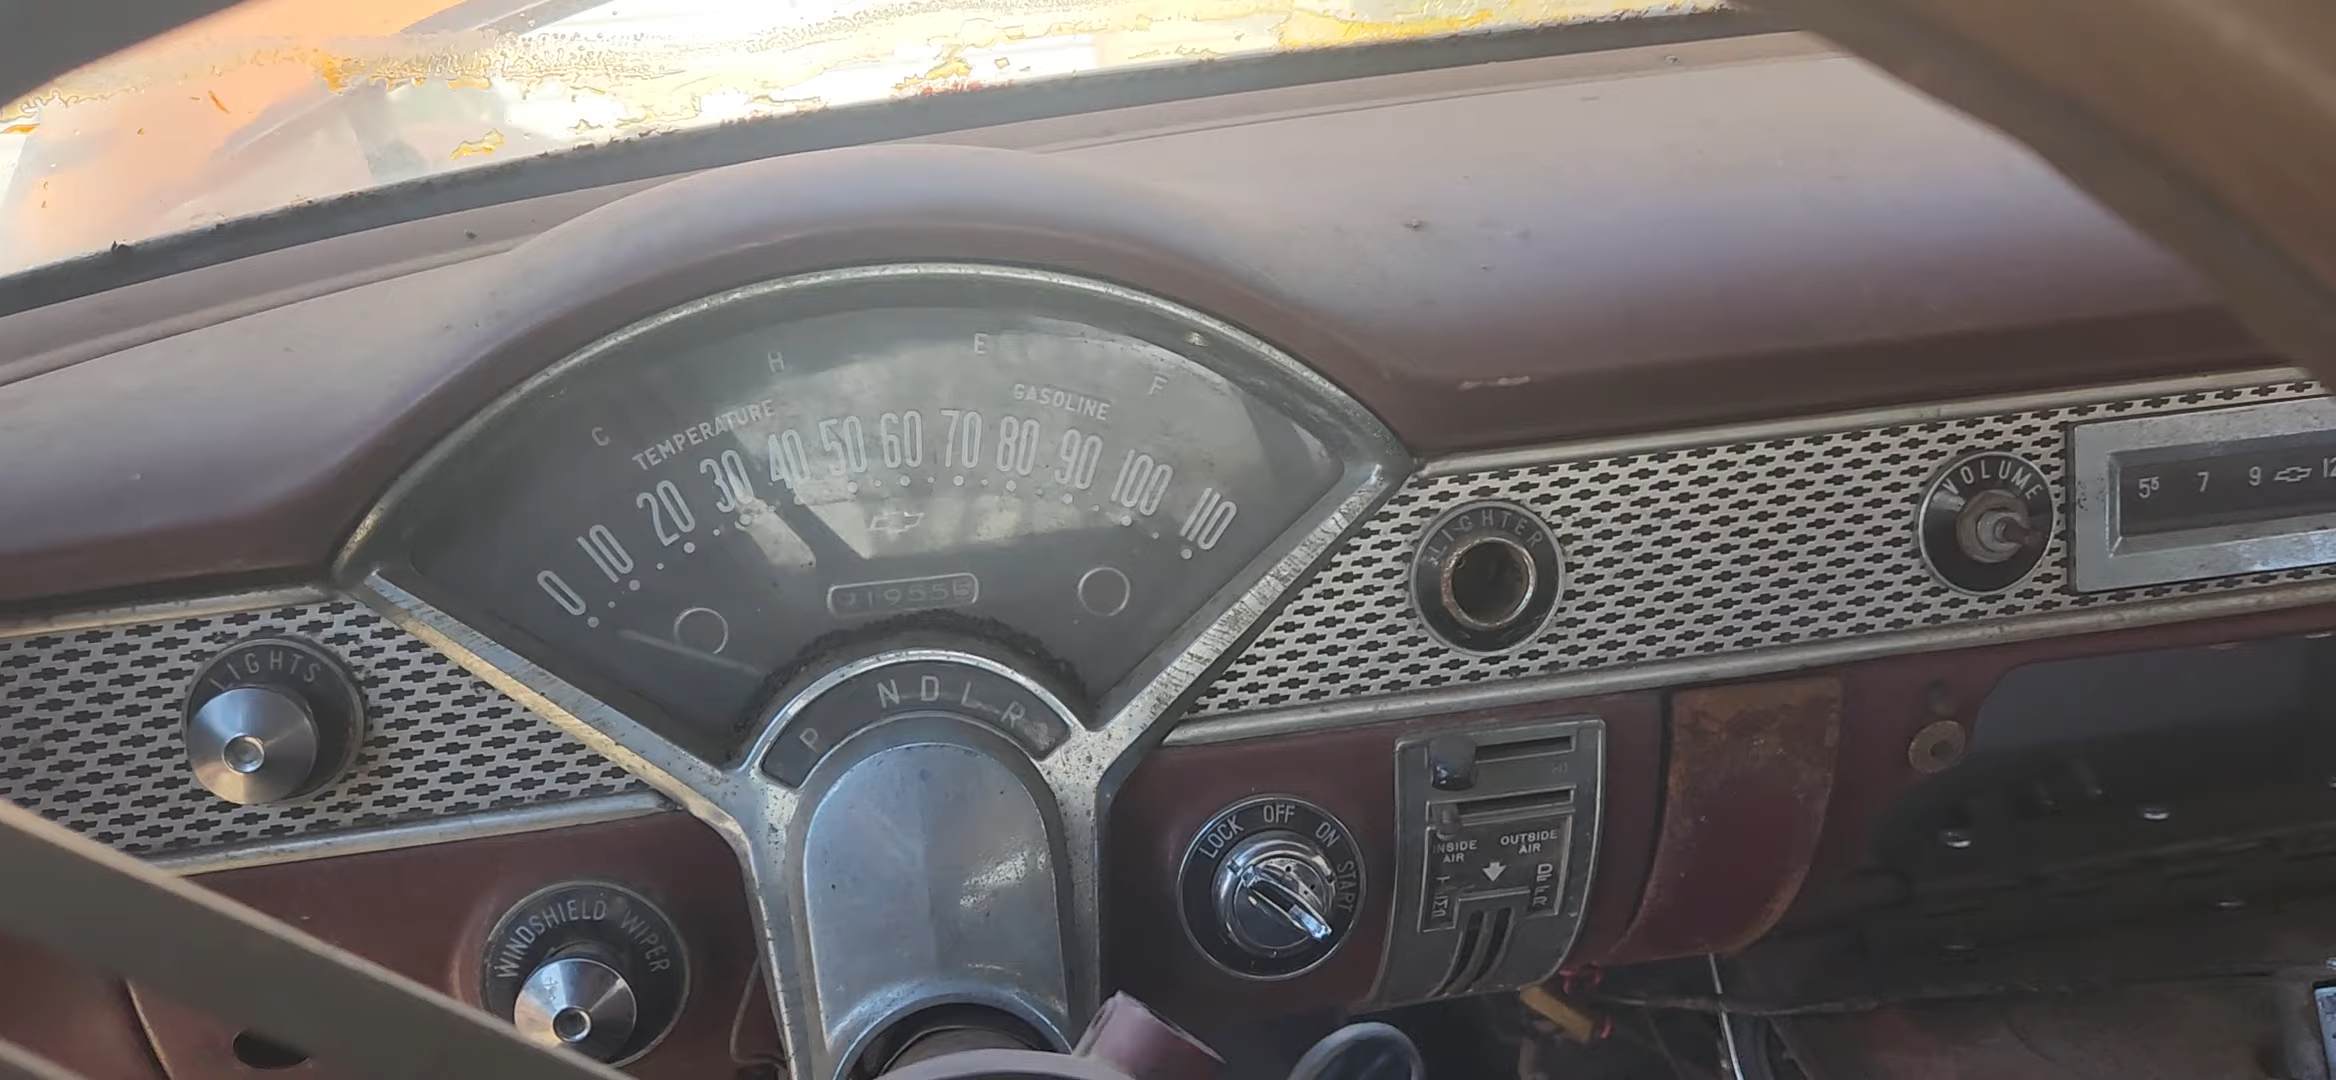 H
E
F
C
TEMPERATURE
GASOLINE
0 10 20 30 40 50 60 70 80 90 100 110
P N D L R
LIGHTS
WINDSHIELD WIPER
LIGHTER
VOLUME
5⁵ 7 9 12
LOCK OFF ON START
INSIDE AIR
OUTSIDE AIR